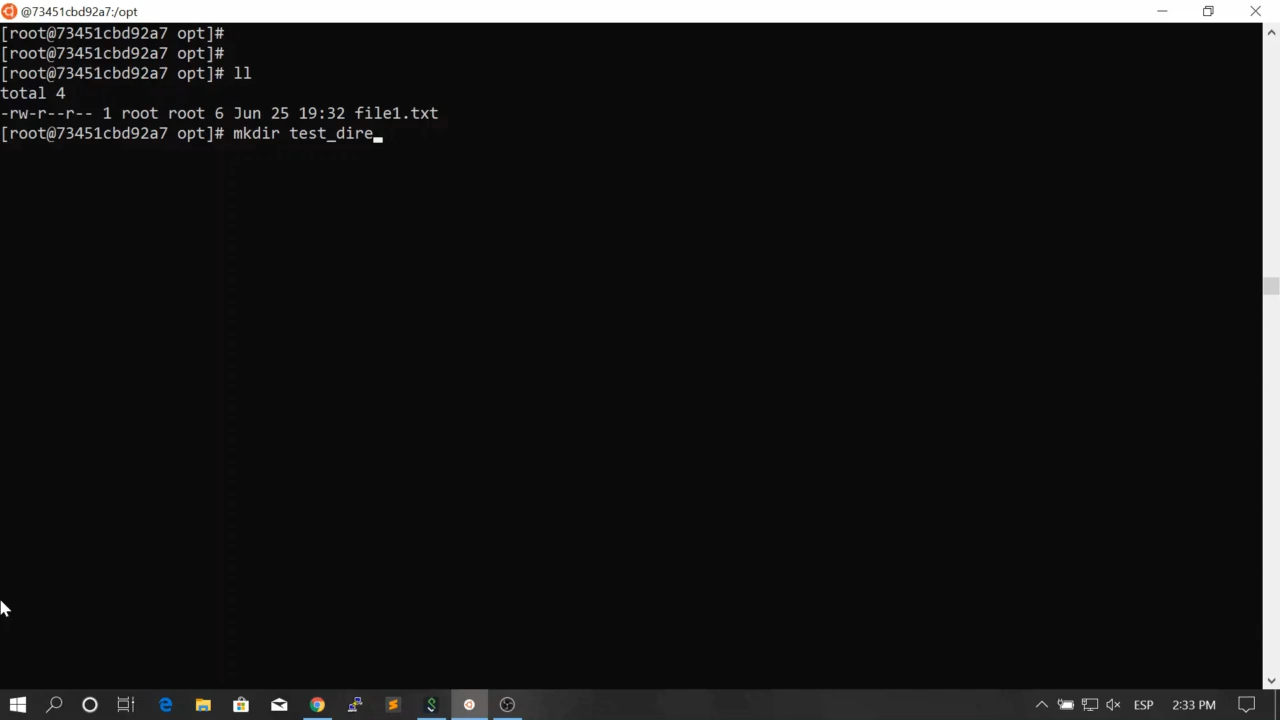 @73451cbd92a7:/opt
[root@73451cbd92a7 opt]#
[root@73451cbd92a7 opt]#
[root@73451cbd92a7 opt]# ll
total 4
-rw-r--r-- 1 root root 6 Jun 25 19:32 file1.txt
[root@73451cbd92a7 opt]# mkdir test_dire
ESP
2:33 PM